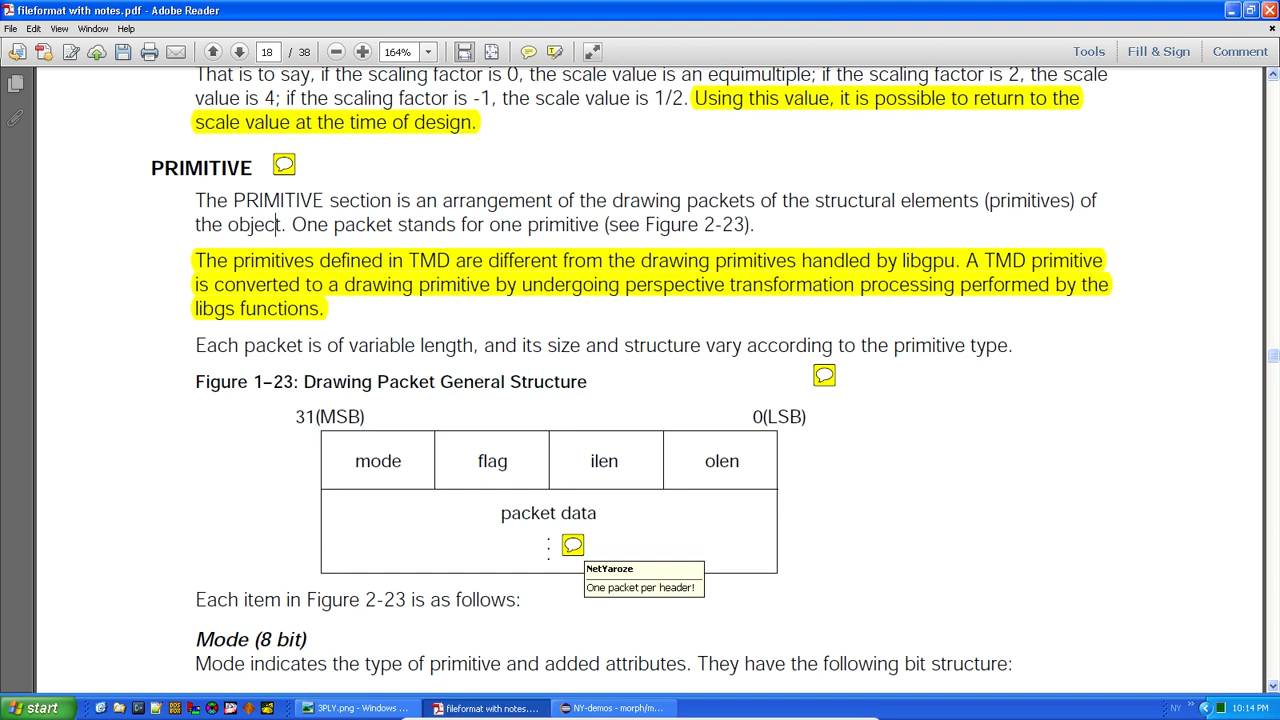 fileformat with notes.pdf - Adobe Reader
File Edit View Window Help
18 / 38 164% Tools Fill & Sign Comment
That is to say, if the scaling factor is 0, the scale value is an equimultiple; if the scaling factor is 2, the scale
value is 4; if the scaling factor is -1, the scale value is 1/2. Using this value, it is possible to return to the
scale value at the time of design.
PRIMITIVE
The PRIMITIVE section is an arrangement of the drawing packets of the structural elements (primitives) of
the object. One packet stands for one primitive (see Figure 2-23).
The primitives defined in TMD are different from the drawing primitives handled by libgpu. A TMD primitive
is converted to a drawing primitive by undergoing perspective transformation processing performed by the
libgs functions.
Each packet is of variable length, and its size and structure vary according to the primitive type.
Figure 1–23: Drawing Packet General Structure
31(MSB) 0(LSB)
mode flag ilen olen
packet data
NetYaroze
One packet per header!
Each item in Figure 2-23 is as follows:
Mode (8 bit)
Mode indicates the type of primitive and added attributes. They have the following bit structure:
start 3PLY.png - Windows ... fileformat with notes.... NY-demos - morph/m... NY 10:14 PM